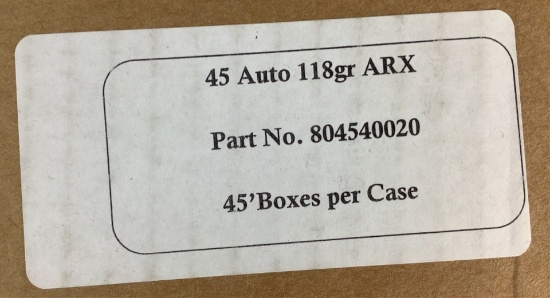 45 Auto 118gr ARX
Part No. 804540020
45'Boxes per Case